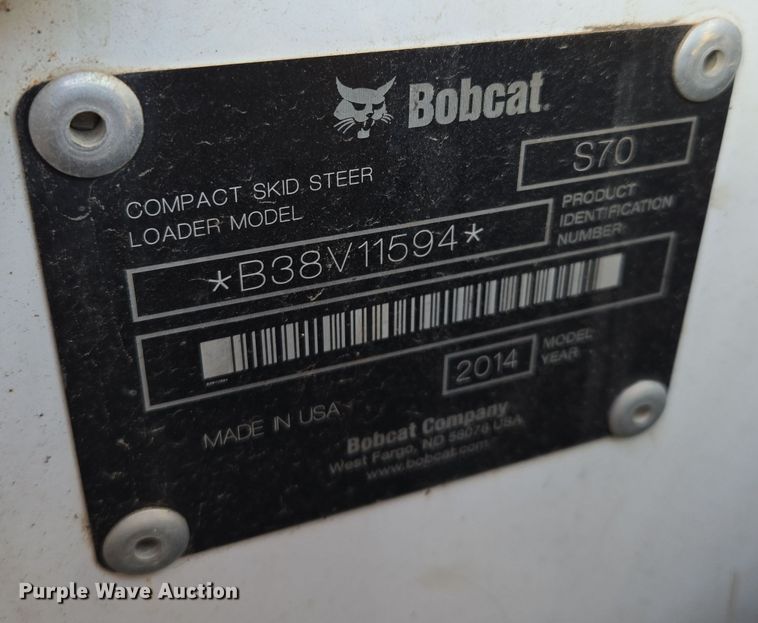 Bobcat®
COMPACT SKID STEER
LOADER MODEL
S70
*B38V11594*
PRODUCT
IDENTIFICATION
NUMBER
2014
MODEL
YEAR
MADE IN USA
Bobcat Company
West Fargo, ND 58078 USA
www.bobcat.com
Purple Wave Auction